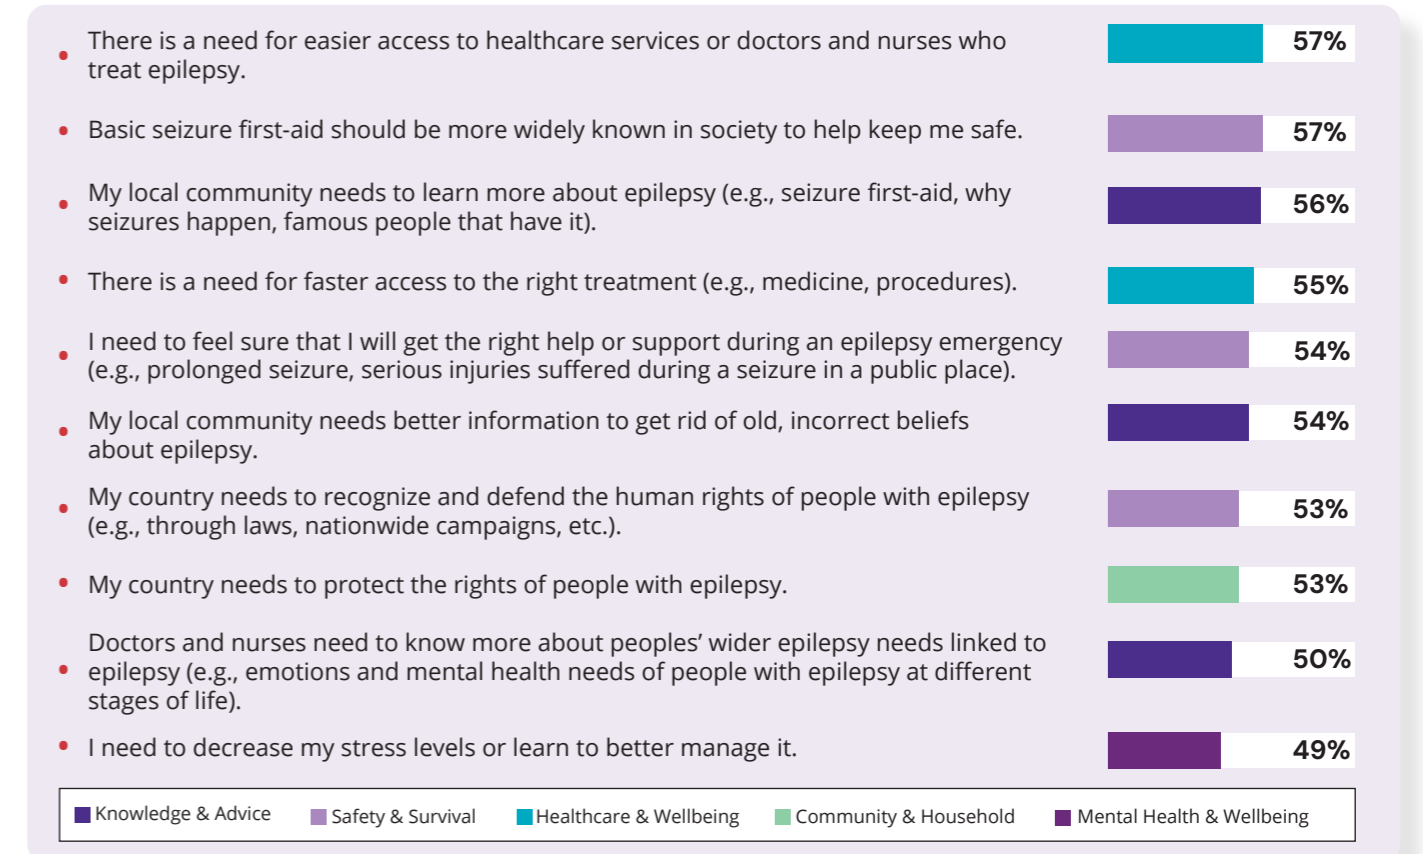 There is a need for easier access to healthcare services or doctors and nurses who
treat epilepsy.
57%
Basic seizure first-aid should be more widely known in society to help keep me safe.
57%
My local community needs to learn more about epilepsy (e.g., seizure first-aid, why
seizures happen, famous people that have it).
56%
There is a need for faster access to the right treatment (e.g., medicine, procedures).
55%
I need to feel sure that I will get the right help or support during an epilepsy emergency
(e.g., prolonged seizure, serious injuries suffered during a seizure in a public place).
54%
My local community needs better information to get rid of old, incorrect beliefs
about epilepsy.
54%
My country needs to recognize and defend the human rights of people with epilepsy
(e.g., through laws, nationwide campaigns, etc.).
53%
My country needs to protect the rights of people with epilepsy.
53%
Doctors and nurses need to know more about peoples’ wider epilepsy needs linked to
epilepsy (e.g., emotions and mental health needs of people with epilepsy at different
stages of life).
50%
I need to decrease my stress levels or learn to better manage it.
49%
Knowledge & Advice Safety & Survival Healthcare & Wellbeing Community & Household Mental Health & Wellbeing